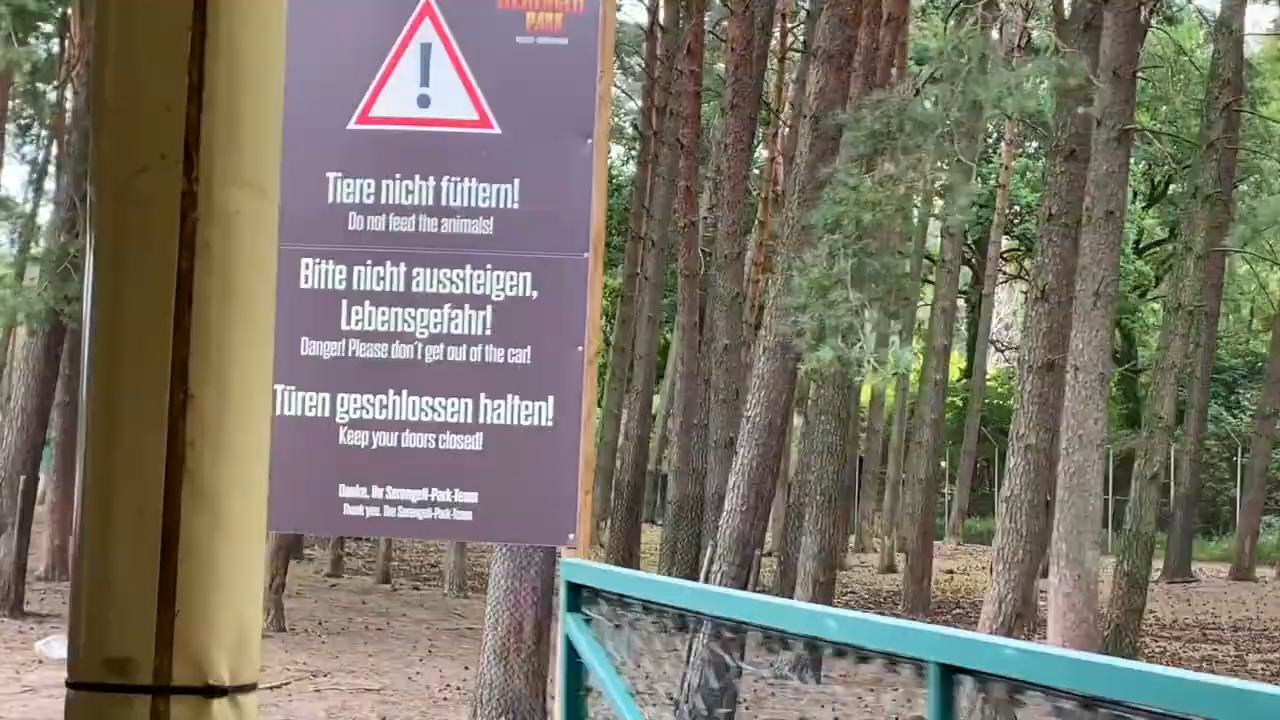 SERENGETI
PARK
!
Tiere nicht füttern!
Do not feed the animals!
Bitte nicht aussteigen,
Lebensgefahr!
Danger! Please don't get out of the car!
Türen geschlossen halten!
Keep your doors closed!
Danke, Ihr Serengeti-Park-Team
Thank you. The Serengeti-Park-Team